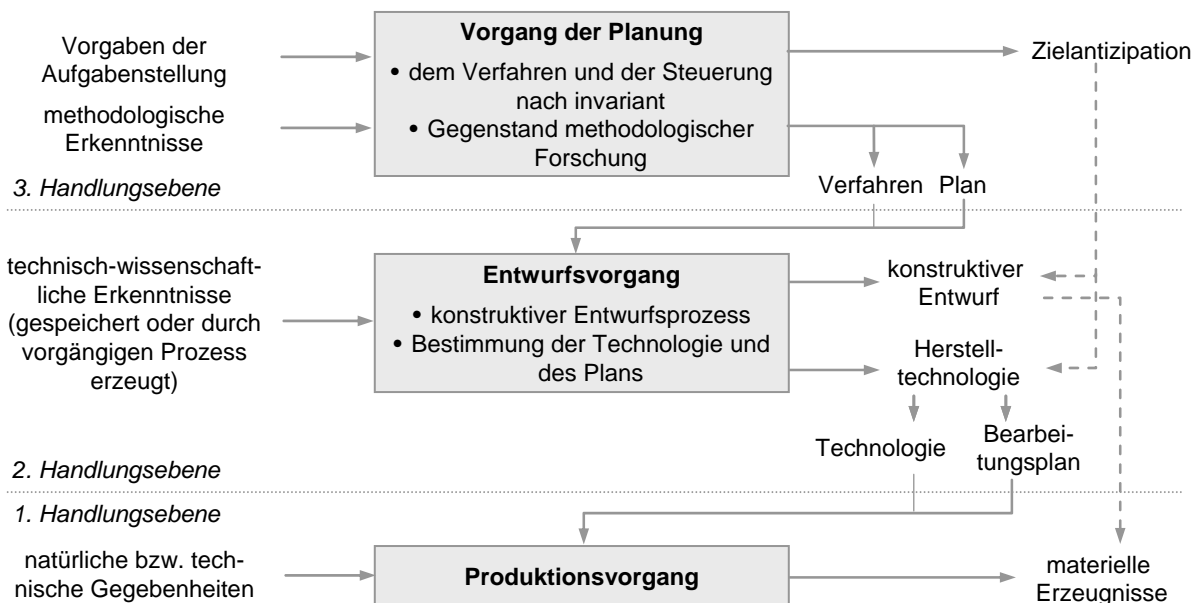 Vorgaben der
Aufgabenstellung
methodologische
Erkenntnisse
Vorgang der Planung
• dem Verfahren und der Steuerung
nach invariant
• Gegenstand methodologischer
Forschung
Zielantizipation
Verfahren Plan
3. Handlungsebene
technisch-wissenschaft-
liche Erkenntnisse
(gespeichert oder durch
vorgängigen Prozess
erzeugt)
Entwurfsvorgang
• konstruktiver Entwurfsprozess
• Bestimmung der Technologie und
des Plans
konstruktiver
Entwurf
Herstell-
technologie
Technologie
Bearbei-
tungsplan
2. Handlungsebene
1. Handlungsebene
natürliche bzw. tech-
nische Gegebenheiten
Produktionsvorgang
materielle
Erzeugnisse